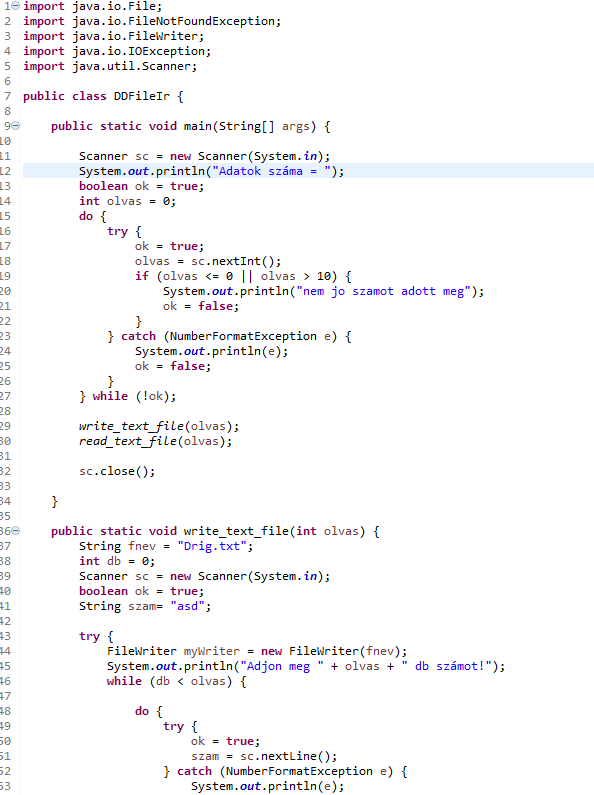 1 import java.io.File;
2 import java.io.FileNotFoundException;
3 import java.io.FileWriter;
4 import java.io.IOException;
5 import java.util.Scanner;
6
7 public class DDFileIr {
8
9 public static void main(String[] args) {
10
11 Scanner sc = new Scanner(System.in);
12 System.out.println("Adatok száma = ");
13 boolean ok = true;
14 int olvas = 0;
15 do {
16 try {
17 ok = true;
18 olvas = sc.nextInt();
19 if (olvas <= 0 || olvas > 10) {
20 System.out.println("nem jo szamot adott meg");
21 ok = false;
22 }
23 } catch (NumberFormatException e) {
24 System.out.println(e);
25 ok = false;
26 }
27 } while (!ok);
28
29 write_text_file(olvas);
30 read_text_file(olvas);
31
32 sc.close();
33
34 }
35
36 public static void write_text_file(int olvas) {
37 String fnev = "Drig.txt";
38 int db = 0;
39 Scanner sc = new Scanner(System.in);
40 boolean ok = true;
41 String szam= "asd";
42
43 try {
44 FileWriter myWriter = new FileWriter(fnev);
45 System.out.println("Adjon meg " + olvas + " db számot!");
46 while (db < olvas) {
47
48 do {
49 try {
50 ok = true;
51 szam = sc.nextLine();
52 } catch (NumberFormatException e) {
53 System.out.println(e);